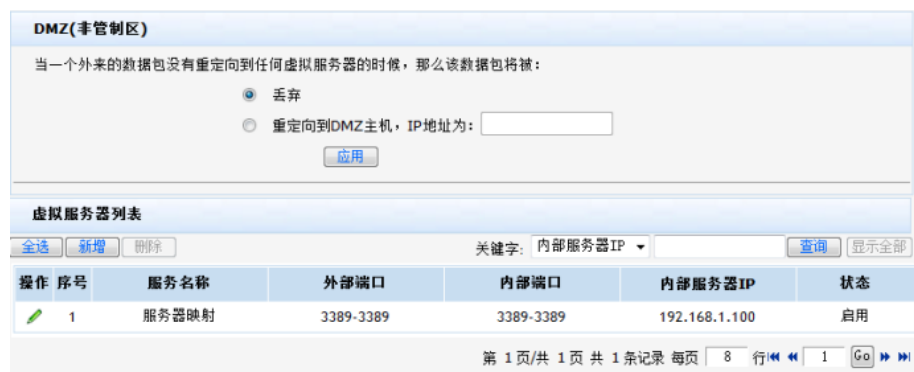 DMZ(非管制区)
当一个外来的数据包没有重定向到任何虚拟服务器的时候，那么该数据包将被：
丢弃
重定向到DMZ主机，IP地址为：
应用
虚拟服务器列表
全选 新增 删除 关键字: 内部服务器IP 查询 显示全部
操作 序号 服务名称 外部端口 内部端口 内部服务器IP 状态
1 服务器映射 3389-3389 3389-3389 192.168.1.100 启用
第 1 页/共 1 页 共 1 条记录 每页 8 行 1 Go